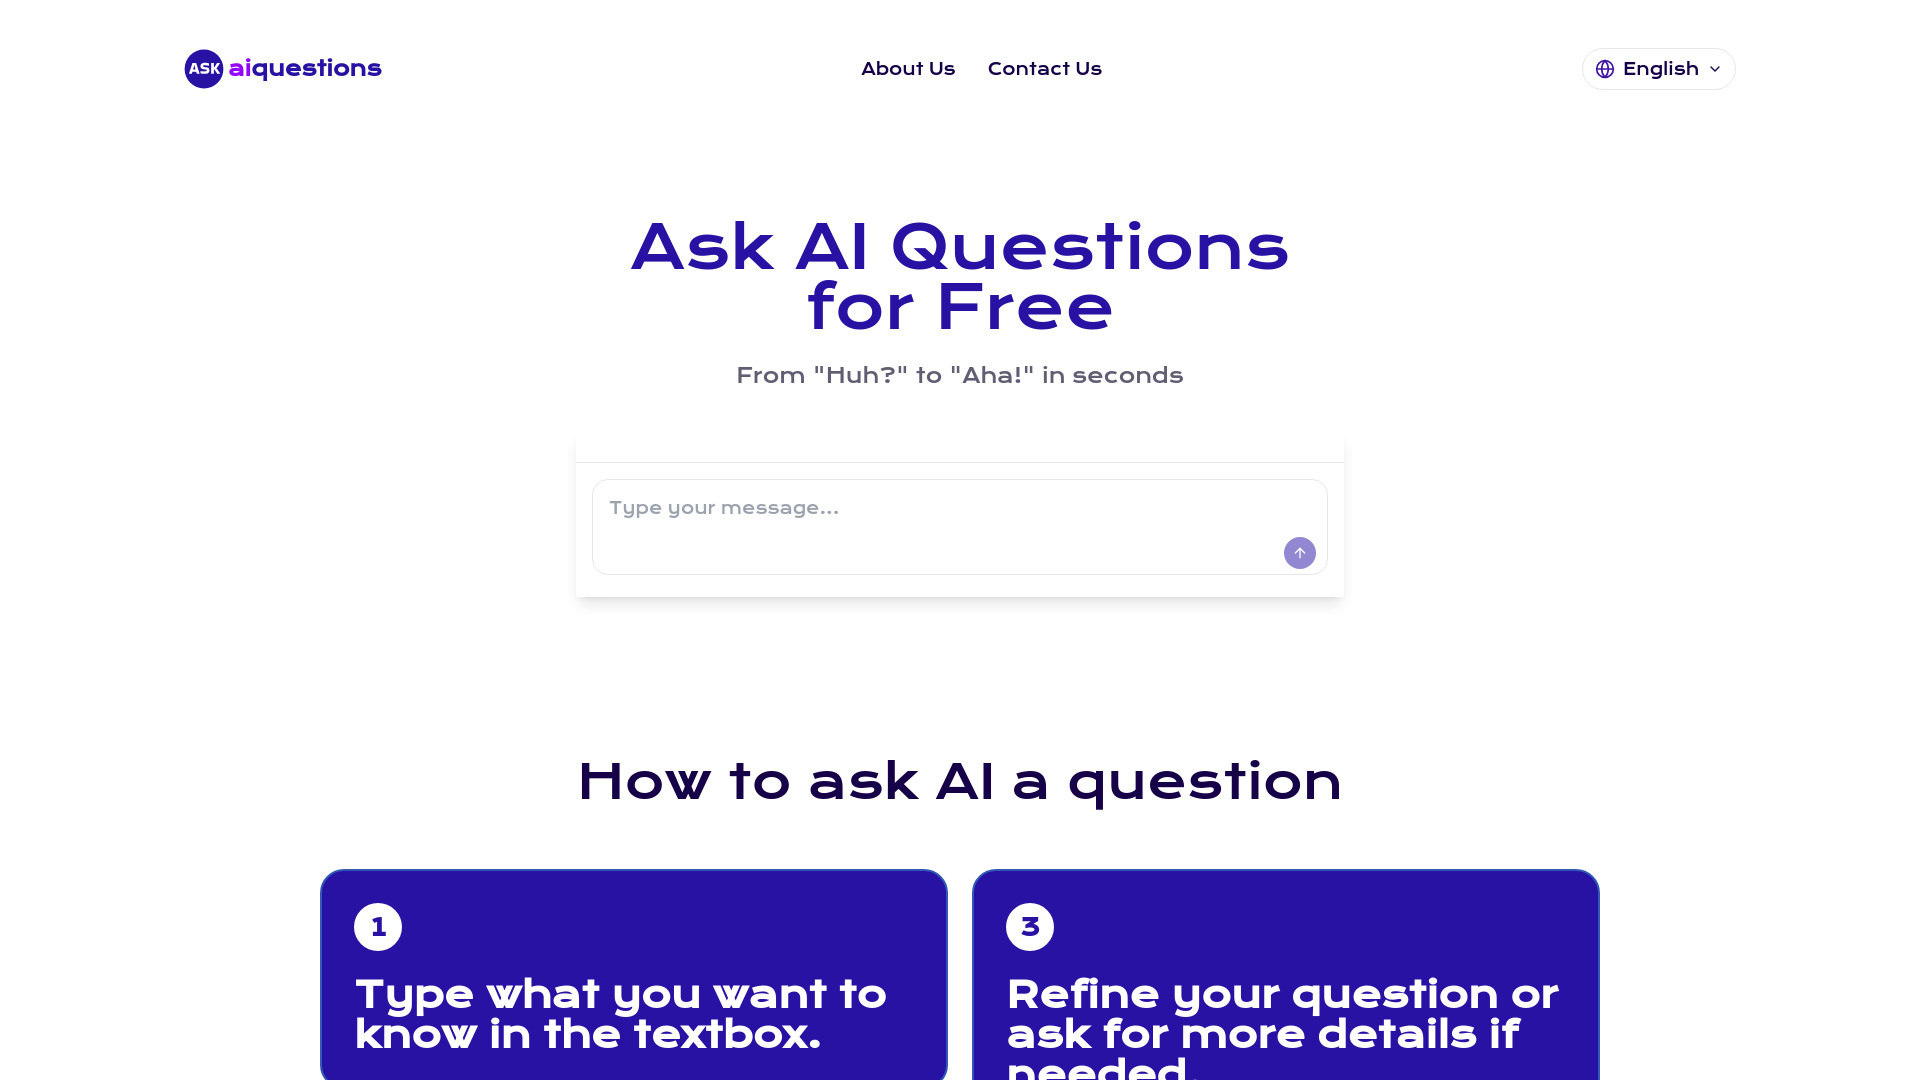 ASK aiquestions
About Us
Contact Us
English
Ask AI Questions
for Free
From "Huh?" to "Aha!" in seconds
Type your message...
How to ask AI a question
1
Type what you want to
know in the textbox.
3
Refine your question or
ask for more details if
needed.